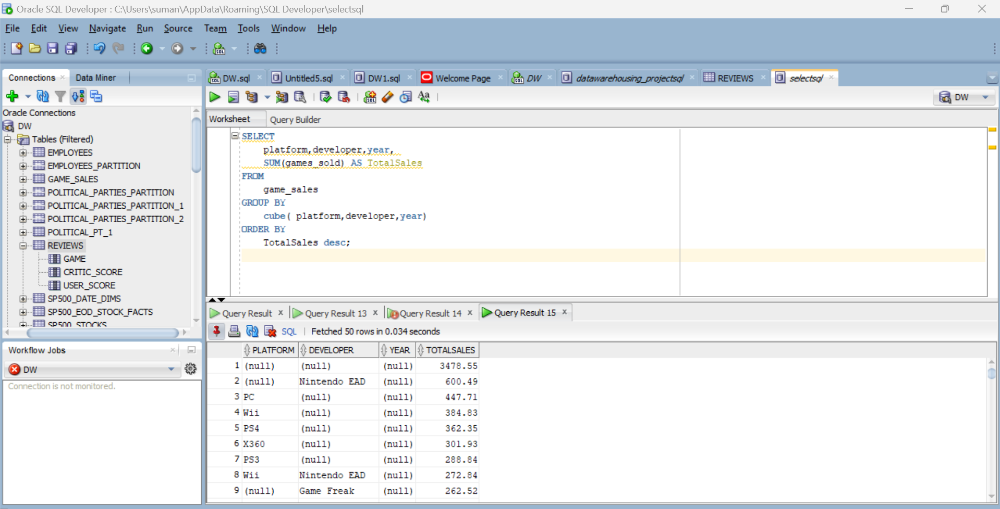 Oracle SQL Developer : C:\Users\suman\AppData\Roaming\SQL Developer\selectsql
File Edit View Navigate Run Source Team Tools Window Help
Connections Data Miner
DW.sql Untitled5.sql DW1.sql Welcome Page DW datawarehousing_projectsql REVIEWS selectsql
DW
Oracle Connections
DW
Tables (Filtered)
EMPLOYEES
EMPLOYEES_PARTITION
GAME_SALES
POLITICAL_PARTIES_PARTITION
POLITICAL_PARTIES_PARTITION_1
POLITICAL_PARTIES_PARTITION_2
POLITICAL_PT_1
REVIEWS
GAME
CRITIC_SCORE
USER_SCORE
SP500_DATE_DIMS
SP500_EOD_STOCK_FACTS
SP500_STOCKS
Workflow Jobs
DW
Connection is not monitored.
Worksheet Query Builder
SELECT
platform,developer,year,
SUM(games_sold) AS TotalSales
FROM
game_sales
GROUP BY
cube( platform,developer,year)
ORDER BY
TotalSales desc;
Query Result Query Result 13 Query Result 14 Query Result 15
SQL Fetched 50 rows in 0.034 seconds
PLATFORM DEVELOPER YEAR TOTALSALES
1 (null) (null) (null) 3478.55
2 (null) Nintendo EAD (null) 600.49
3 PC (null) (null) 447.71
4 Wii (null) (null) 384.83
5 PS4 (null) (null) 362.35
6 X360 (null) (null) 301.93
7 PS3 (null) (null) 288.84
8 Wii Nintendo EAD (null) 272.84
9 (null) Game Freak (null) 262.52